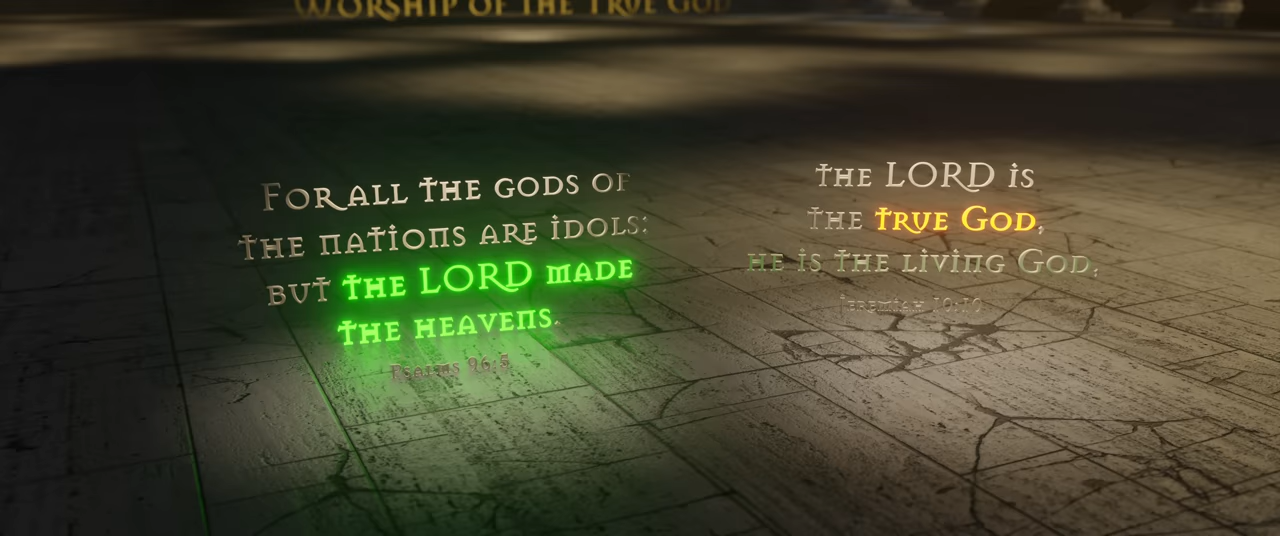 Worship of the True God
For all the gods of
the nations are idols:
but the LORD made
the heavens.
Psalms 96:5
the LORD is
the true God,
he is the living God,
Jeremiah 10:10